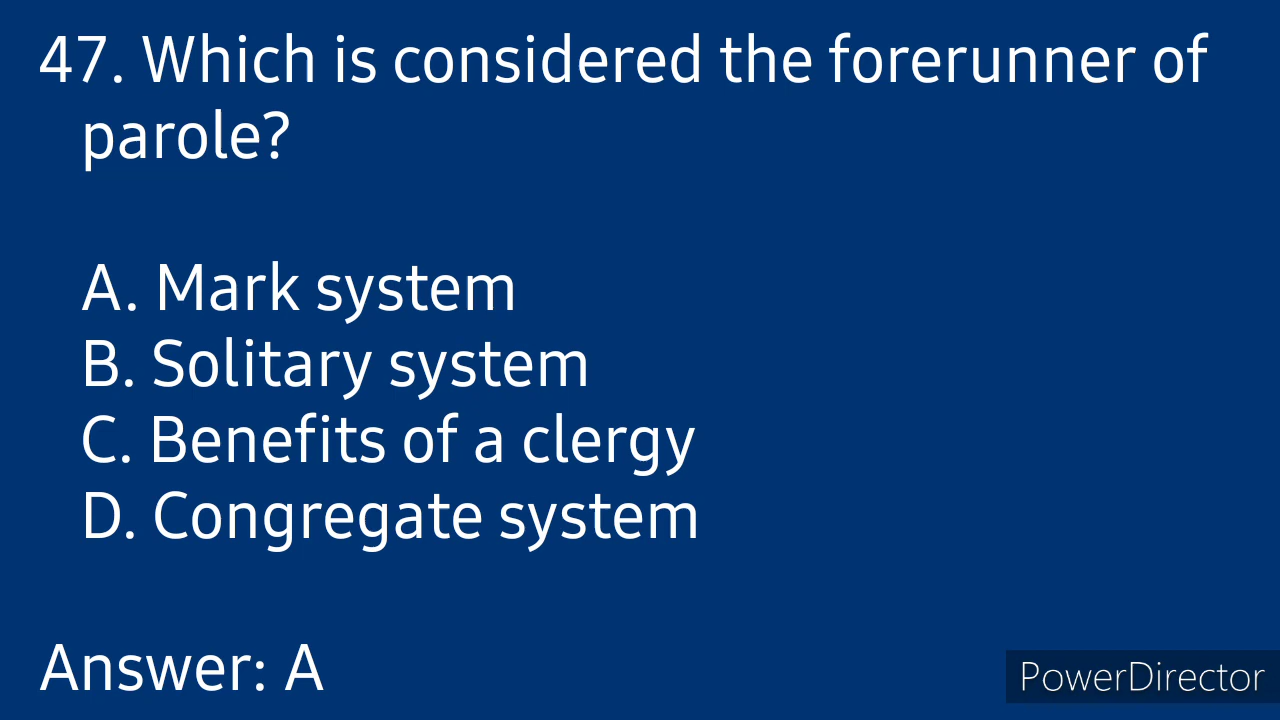 47. Which is considered the forerunner of
parole?
A. Mark system
B. Solitary system
C. Benefits of a clergy
D. Congregate system
Answer: A
PowerDirector